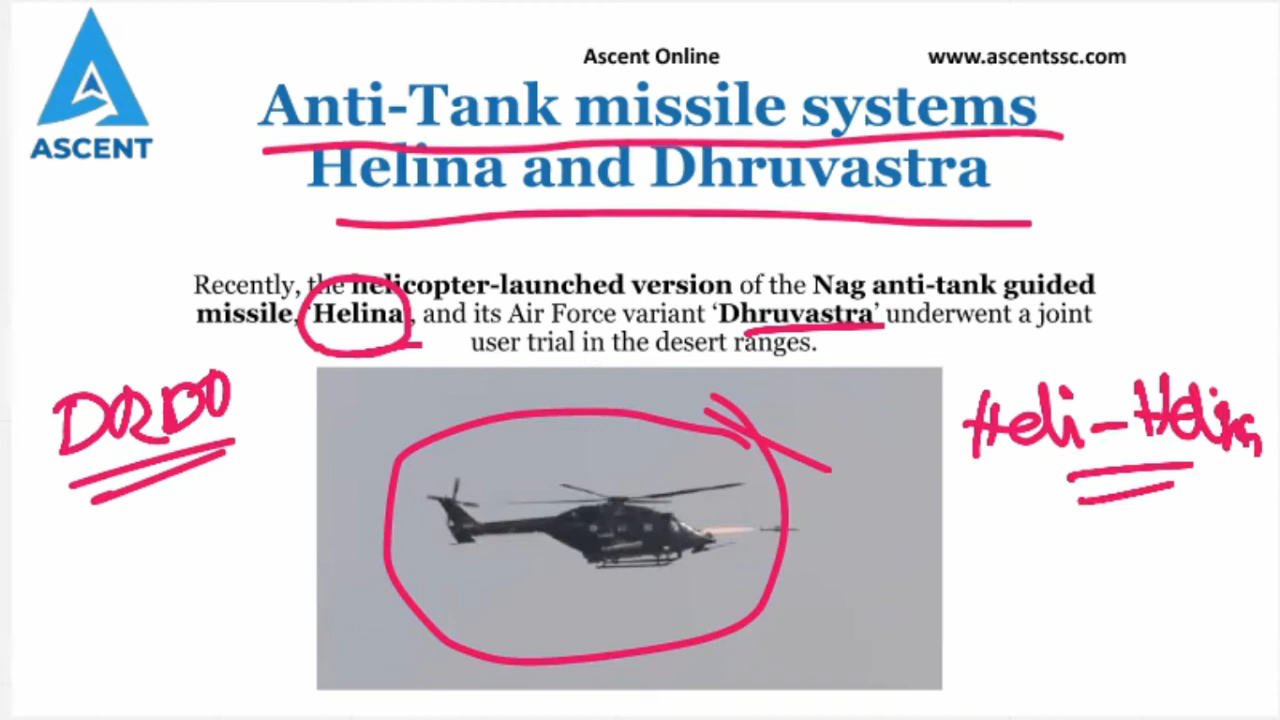 Ascent Online
www.ascentssc.com
ASCENT
Anti-Tank missile systems
Helina and Dhruvastra
Recently, the helicopter-launched version of the Nag anti-tank guided
missile, 'Helina', and its Air Force variant 'Dhruvastra' underwent a joint
user trial in the desert ranges.
DRDO
Heli-Helina